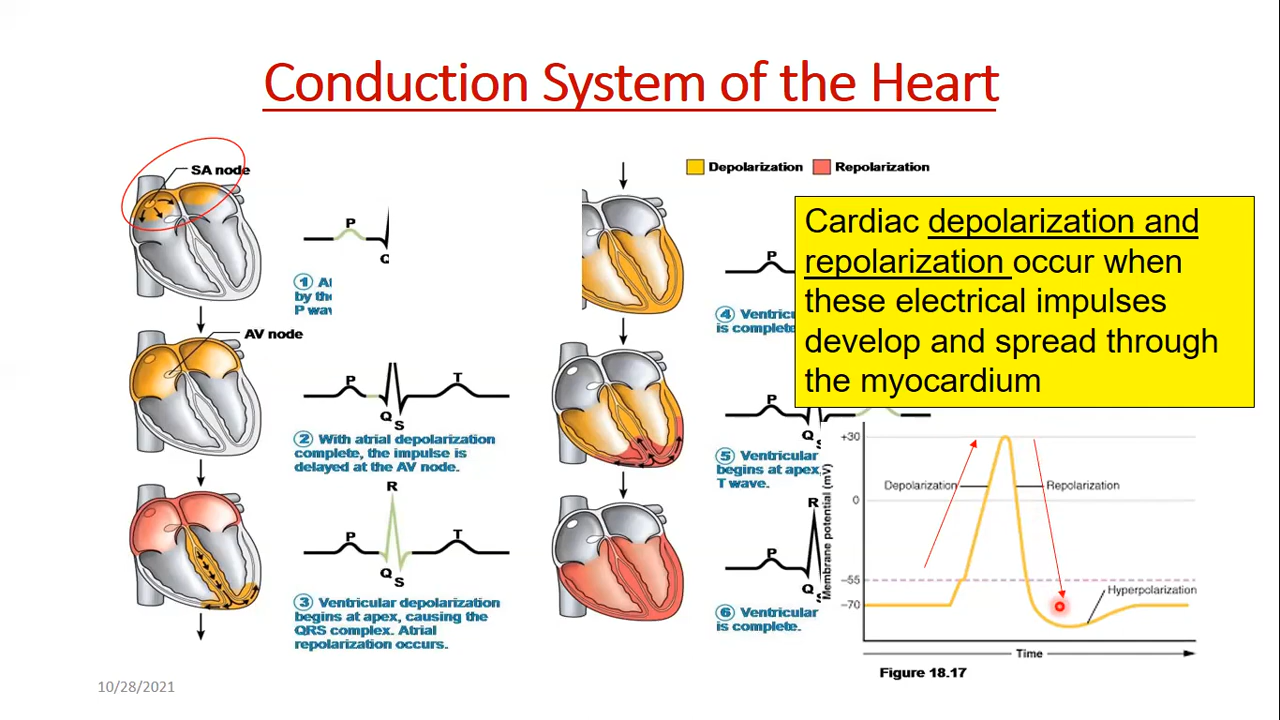 Conduction System of the Heart
SA node
P
Q
by the
AV node
P
Q
S
T
2 With atrial depolarization
complete, the impulse is
delayed at the AV node.
R
P
Q
S
T
3 Ventricular depolarization
begins at apex, causing the
QRS complex. Atrial
repolarization occurs.
Depolarization
Repolarization
P
4
is complete
P
Q
5 Ventricular
begins at apex,
T wave.
R
P
Q
6 Ventricular
is complete.
Cardiac depolarization and
repolarization occur when
these electrical impulses
develop and spread through
the myocardium
Membrane potential (mV)
+30
0
−55
−70
Depolarization
Repolarization
Hyperpolarization
Time
Figure 18.17
10/28/2021